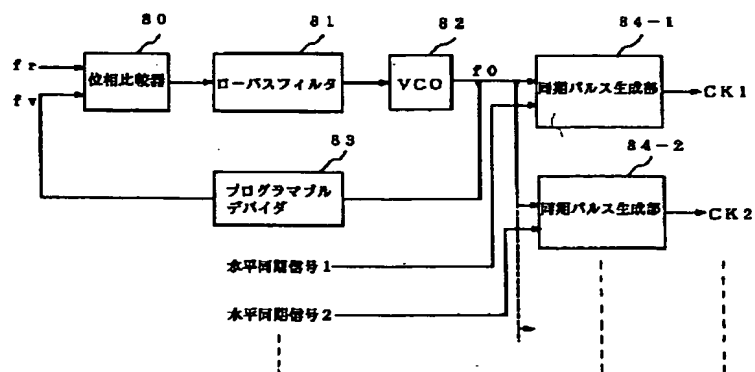 80
81
82
84-1
fr
fv
位相比較器
ローパスフィルタ
VCO
f0
同期パルス生成部
CK1
83
84-2
プログラマブル
デバイダ
同期パルス生成部
CK2
水平同期信号1
水平同期信号2